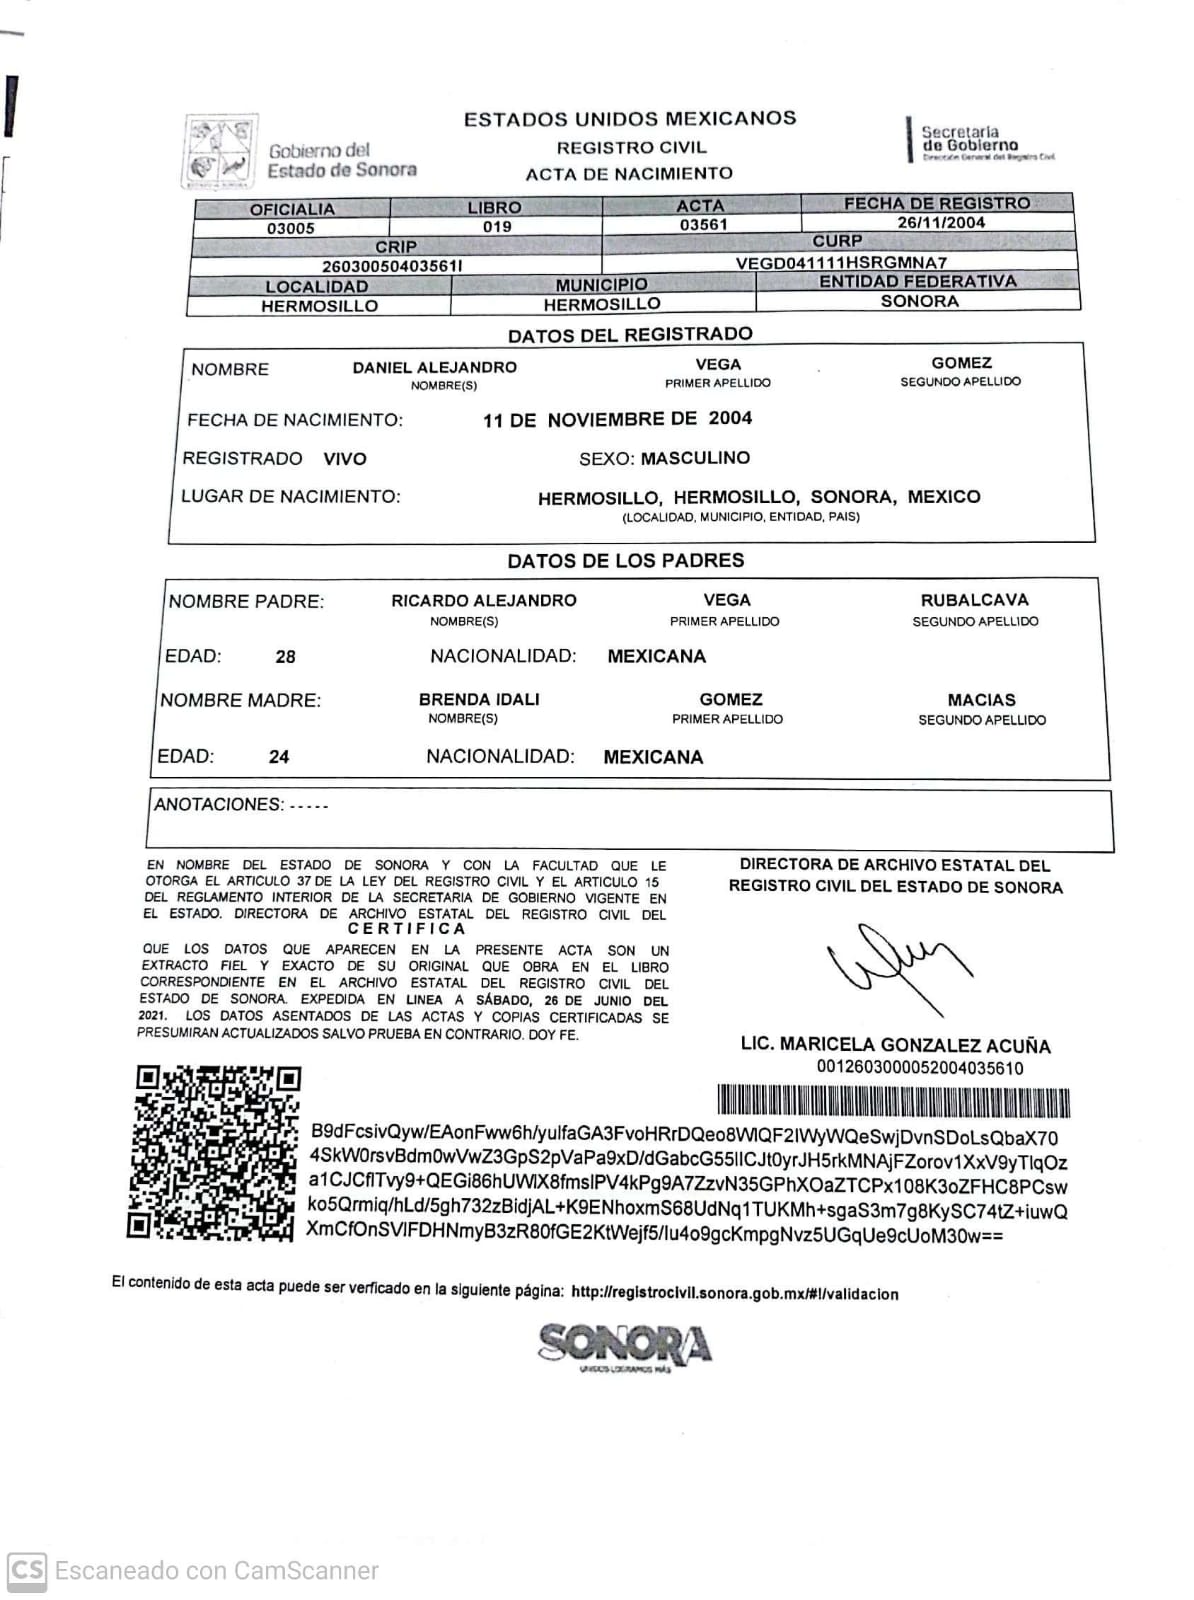 ESTADOS UNIDOS MEXICANOS
REGISTRO CIVIL
ACTA DE NACIMIENTO
Gobierno del
Estado de Sonora
Secretaría
de Gobierno
Dirección General del Registro Civil
OFICIALIA LIBRO ACTA FECHA DE REGISTRO
03005 019 03561 26/11/2004
CRIP CURP
26030050403561I VEGD041111HSRGMNA7
LOCALIDAD MUNICIPIO ENTIDAD FEDERATIVA
HERMOSILLO HERMOSILLO SONORA
DATOS DEL REGISTRADO
NOMBRE DANIEL ALEJANDRO VEGA GOMEZ
NOMBRE(S) PRIMER APELLIDO SEGUNDO APELLIDO
FECHA DE NACIMIENTO: 11 DE NOVIEMBRE DE 2004
REGISTRADO VIVO SEXO: MASCULINO
LUGAR DE NACIMIENTO: HERMOSILLO, HERMOSILLO, SONORA, MEXICO
(LOCALIDAD, MUNICIPIO, ENTIDAD, PAIS)
DATOS DE LOS PADRES
NOMBRE PADRE: RICARDO ALEJANDRO VEGA RUBALCAVA
NOMBRE(S) PRIMER APELLIDO SEGUNDO APELLIDO
EDAD: 28 NACIONALIDAD: MEXICANA
NOMBRE MADRE: BRENDA IDALI GOMEZ MACIAS
NOMBRE(S) PRIMER APELLIDO SEGUNDO APELLIDO
EDAD: 24 NACIONALIDAD: MEXICANA
ANOTACIONES: -----
EN NOMBRE DEL ESTADO DE SONORA Y CON LA FACULTAD QUE LE
OTORGA EL ARTICULO 37 DE LA LEY DEL REGISTRO CIVIL Y EL ARTICULO 15
DEL REGLAMENTO INTERIOR DE LA SECRETARIA DE GOBIERNO VIGENTE EN
EL ESTADO. DIRECTORA DE ARCHIVO ESTATAL DEL REGISTRO CIVIL DEL
CERTIFICA
QUE LOS DATOS QUE APARECEN EN LA PRESENTE ACTA SON UN
EXTRACTO FIEL Y EXACTO DE SU ORIGINAL QUE OBRA EN EL LIBRO
CORRESPONDIENTE EN EL ARCHIVO ESTATAL DEL REGISTRO CIVIL DEL
ESTADO DE SONORA. EXPEDIDA EN LINEA A SÁBADO, 26 DE JUNIO DEL
2021. LOS DATOS ASENTADOS DE LAS ACTAS Y COPIAS CERTIFICADAS SE
PRESUMIRAN ACTUALIZADOS SALVO PRUEBA EN CONTRARIO. DOY FE.
DIRECTORA DE ARCHIVO ESTATAL DEL
REGISTRO CIVIL DEL ESTADO DE SONORA
LIC. MARICELA GONZALEZ ACUÑA
0012603000052004035610
B9dFcsivQyw/EAonFww6h/yulfaGA3FvoHRrDQeo8WIQF2IWyWQeSwjDvnSDoLsQbaX70
4SkW0rsvBdm0wVwZ3GpS2pVaPa9xD/dGabcG55IICJt0yrJH5rkMNAjFZorov1XxV9yTlqOz
a1CJCflTvy9+QEGi86hUWIX8fmsIPV4kPg9A7ZzvN35GPhXOaZTCPx108K3oZFHC8PCsw
ko5Qrmiq/hLd/5gh732zBidjAL+K9ENhoxmS68UdNq1TUKMh+sgaS3m7g8KySC74tZ+iuwQ
XmCfOnSVlFDHNmyB3zR80fGE2KtWejf5/Iu4o9gcKmpgNvz5UGqUe9cUoM30w==
El contenido de esta acta puede ser verficado en la siguiente página: http://registrocivil.sonora.gob.mx/#!/validacion
SONORA
UNIDOS LOGRAMOS MÁS
CS Escaneado con CamScanner